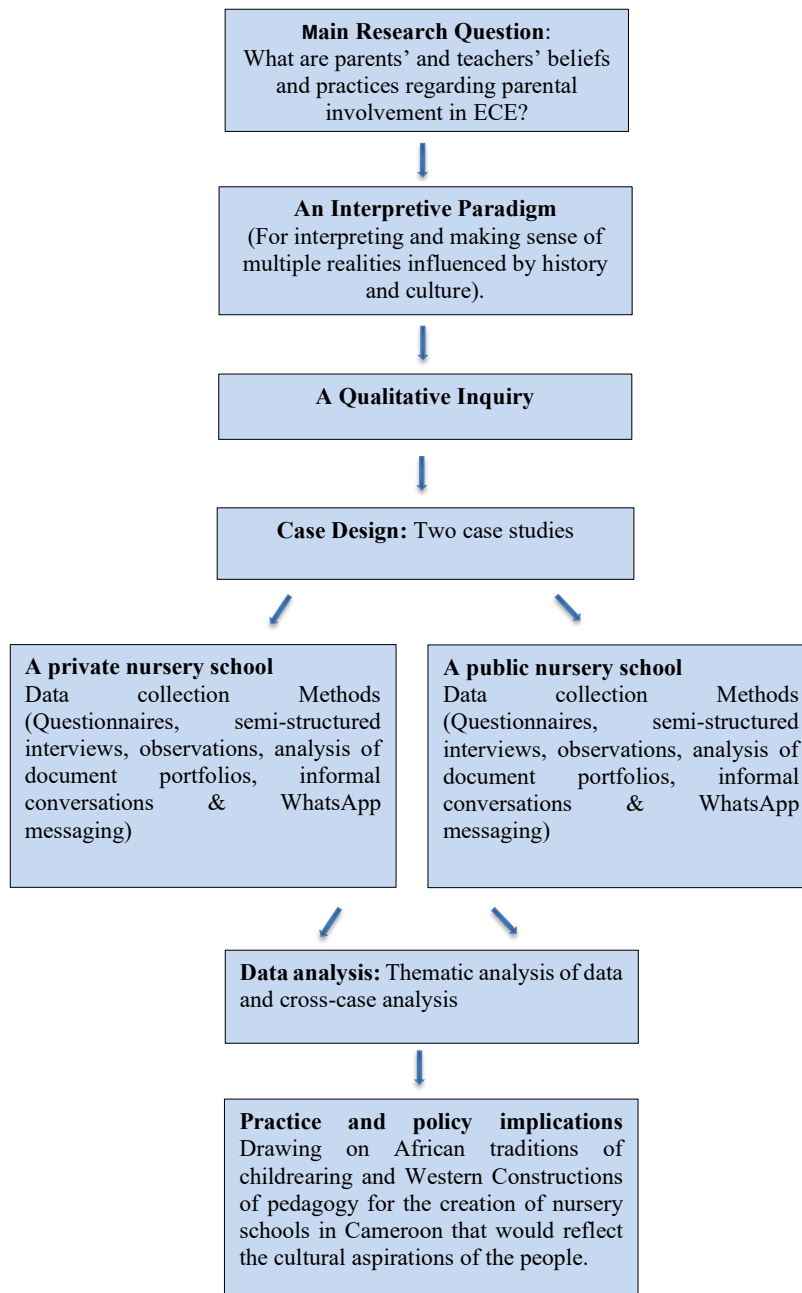 Main Research Question:
What are parents’ and teachers’ beliefs
and practices regarding parental
involvement in ECE?
An Interpretive Paradigm
(For interpreting and making sense of
multiple realities influenced by history
and culture).
A Qualitative Inquiry
Case Design: Two case studies
A private nursery school
Data collection Methods
(Questionnaires, semi-structured
interviews, observations, analysis of
document portfolios, informal
conversations & WhatsApp
messaging)
A public nursery school
Data collection Methods
(Questionnaires, semi-structured
interviews, observations, analysis of
document portfolios, informal
conversations & WhatsApp
messaging)
Data analysis: Thematic analysis of data
and cross-case analysis
Practice and policy implications
Drawing on African traditions of
childrearing and Western Constructions
of pedagogy for the creation of nursery
schools in Cameroon that would reflect
the cultural aspirations of the people.